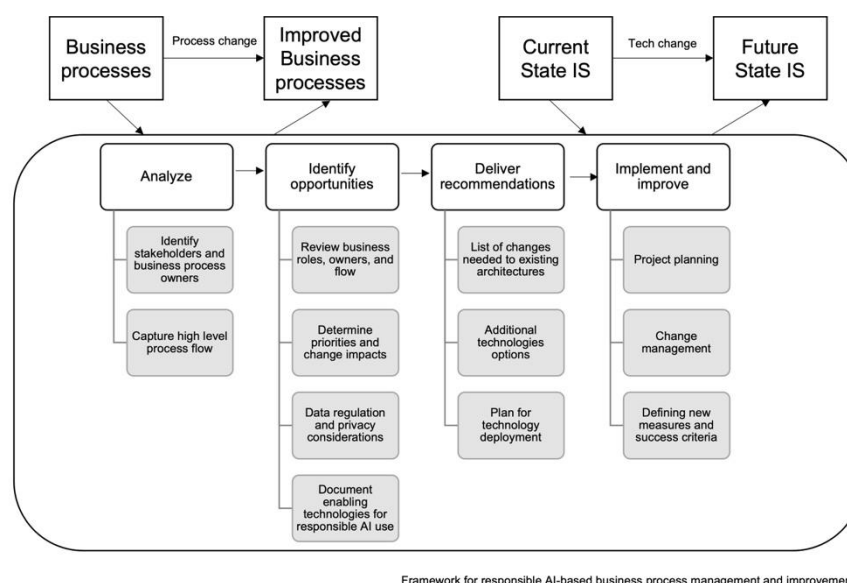 Business
processes
Process change
Improved
Business
processes
Current
State IS
Tech change
Future
State IS
Analyze
Identify
opportunities
Deliver
recommendations
Implement and
improve
Identify
stakeholders and
business process
owners
Capture high level
process flow
Review business
roles, owners, and
flow
Determine
priorities and
change impacts
Data regulation
and privacy
considerations
Document
enabling
technologies for
responsible AI use
List of changes
needed to existing
architectures
Additional
technologies
options
Plan for
technology
deployment
Project planning
Change
management
Defining new
measures and
success criteria
Framework for responsible AI-based business process management and improvement